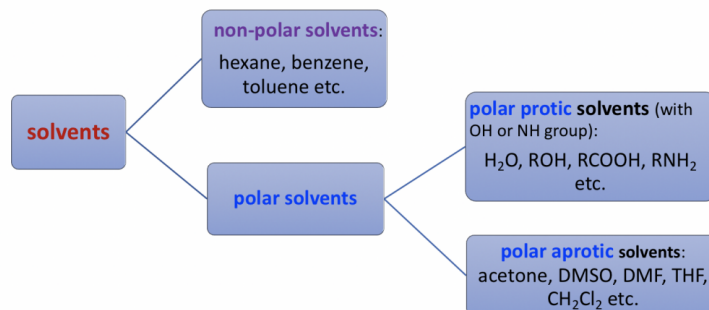 non-polar solvents:
hexane, benzene,
toluene etc.
solvents
polar protic solvents (with
OH or NH group):
H₂O, ROH, RCOOH, RNH₂
etc.
polar solvents
polar aprotic solvents:
acetone, DMSO, DMF, THF,
CH₂Cl₂ etc.